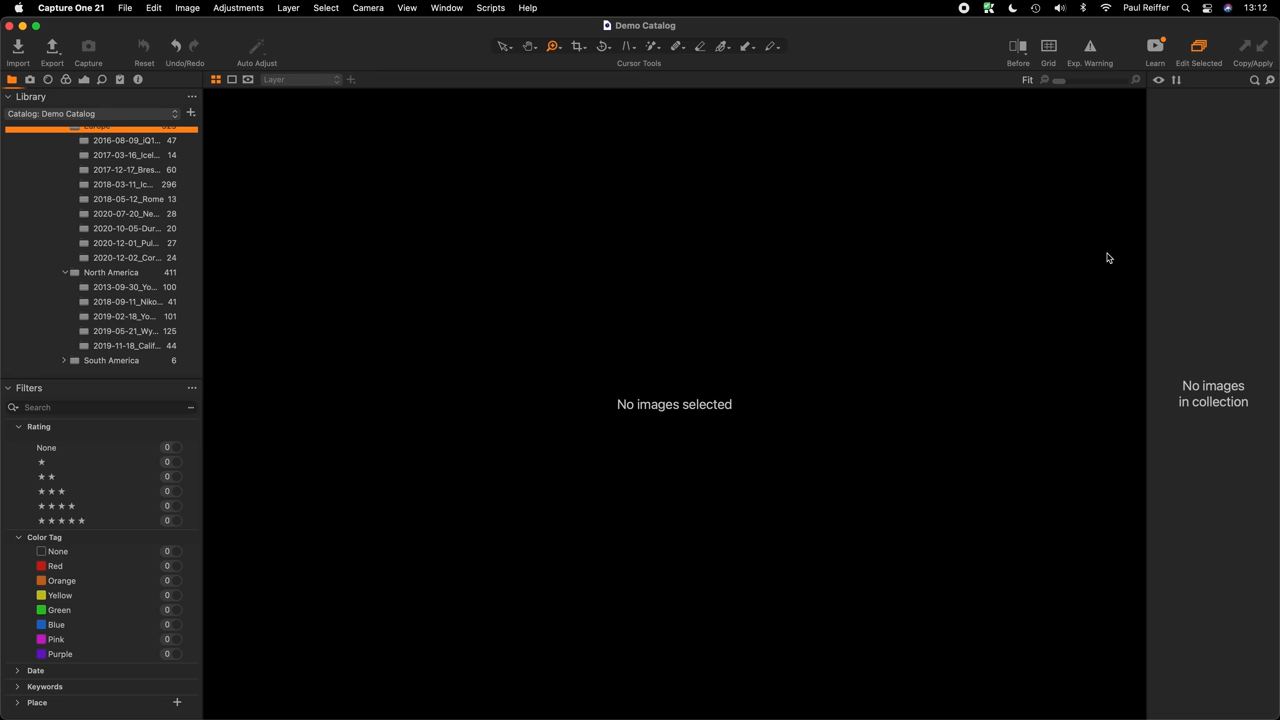 Capture One 21 File Edit Image Adjustments Layer Select Camera View Window Scripts Help Paul Reiffer 13:12
Demo Catalog
Import Export Capture Reset Undo/Redo Auto Adjust Cursor Tools Before Grid Exp. Warning Learn Edit Selected Copy/Apply
Layer Fit
Library
Catalog: Demo Catalog
Europe 529
2016-08-09_iQ1... 47
2017-03-16_Icel... 14
2017-12-17_Bres... 60
2018-03-11_Ic... 296
2018-05-12_Rome 13
2020-07-20_Ne... 28
2020-10-05-Dur... 20
2020-12-01_Pul... 27
2020-12-02_Cor... 24
North America 411
2013-09-30_Yo... 100
2018-09-11_Niko... 41
2019-02-18_Yo... 101
2019-05-21_Wy... 125
2019-11-18_Calif... 44
South America 6
No images selected
No images
in collection
Filters
Search
Rating
None 0
0
0
0
0
0
Color Tag
None 0
Red 0
Orange 0
Yellow 0
Green 0
Blue 0
Pink 0
Purple 0
Date
Keywords
Place